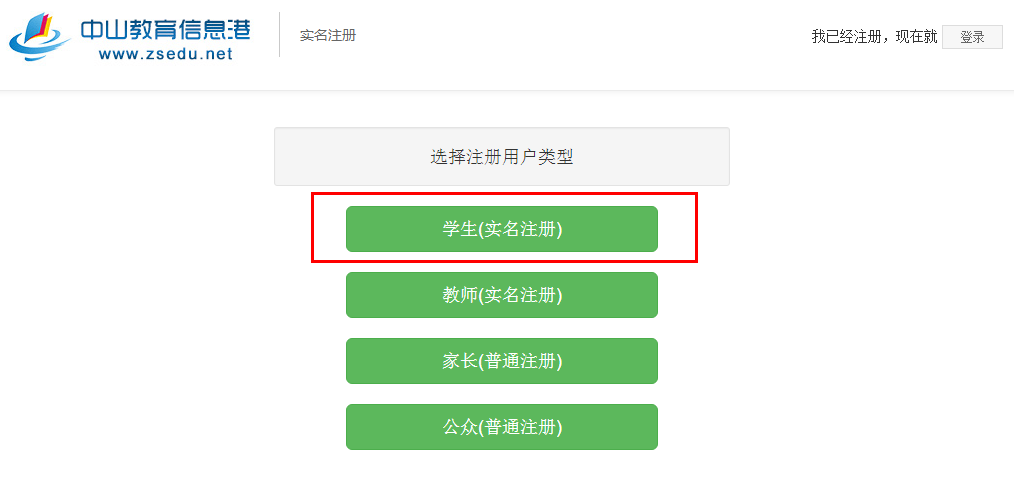 中山教育信息港
www.zsedu.net
实名注册
我已经注册，现在就 登录
选择注册用户类型
学生(实名注册)
教师(实名注册)
家长(普通注册)
公众(普通注册)